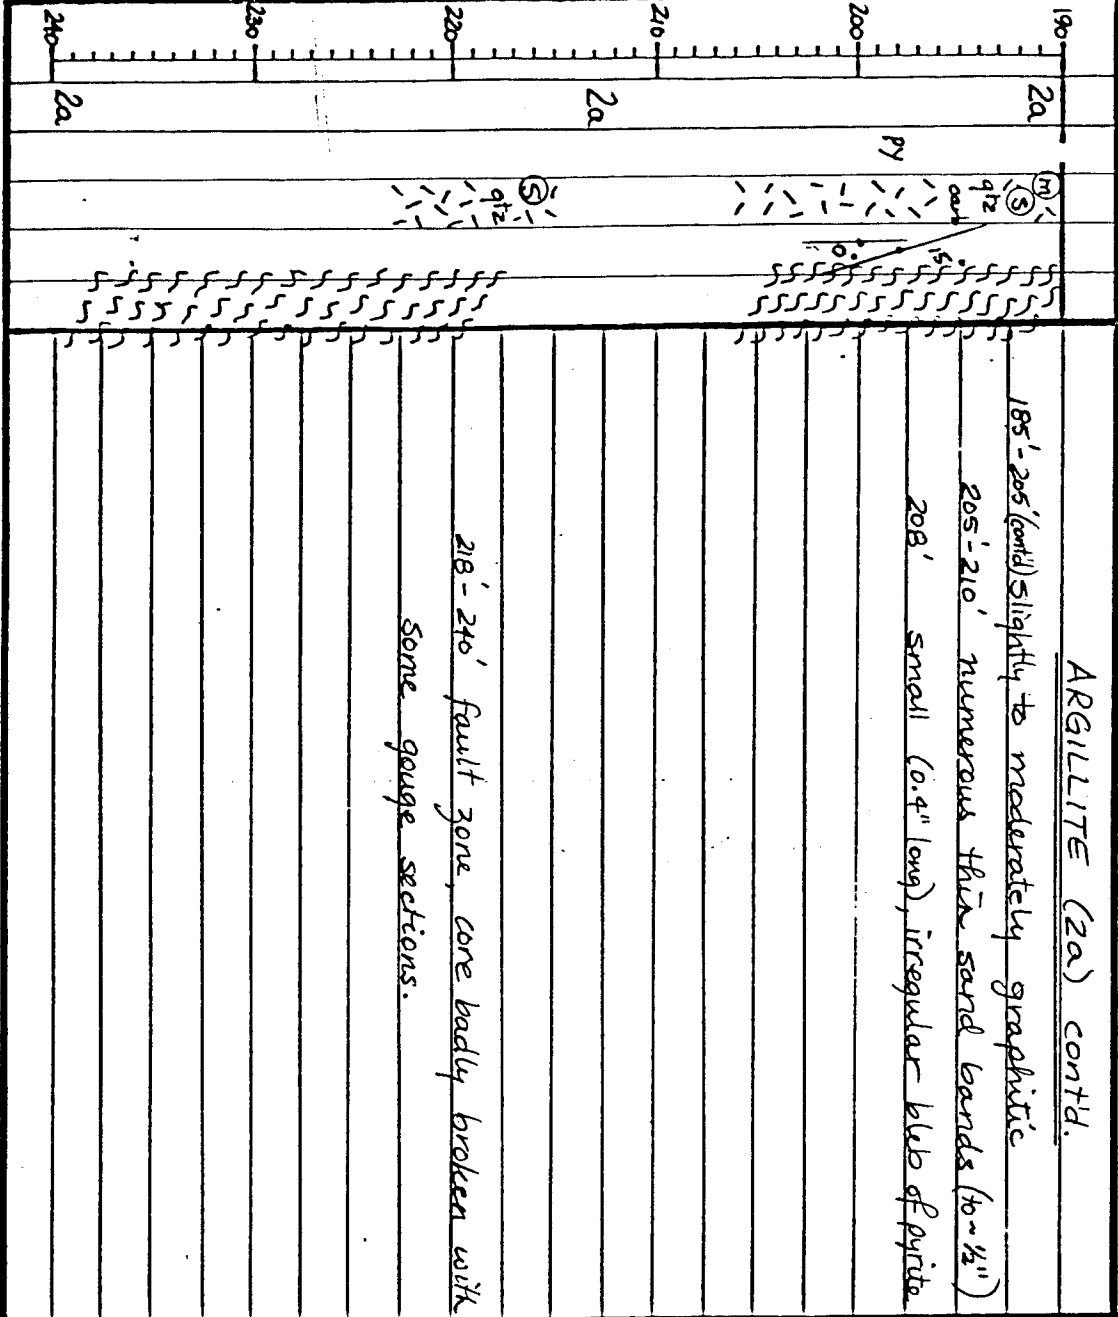 ARGILLITE (2a) cont'd.
190
2a
m
s
qtz
carb
15°
185'-205' (cont'd) slightly to moderately graphitic
205'-210' numerous thin sand bands (to ~ ½")
py
200
0°
208' small (0.4" long), irregular bleb of pyrite
210
2a
S
qtz
220
218'-240' fault zone, core badly broken with
some gouge sections.
230
240
2a